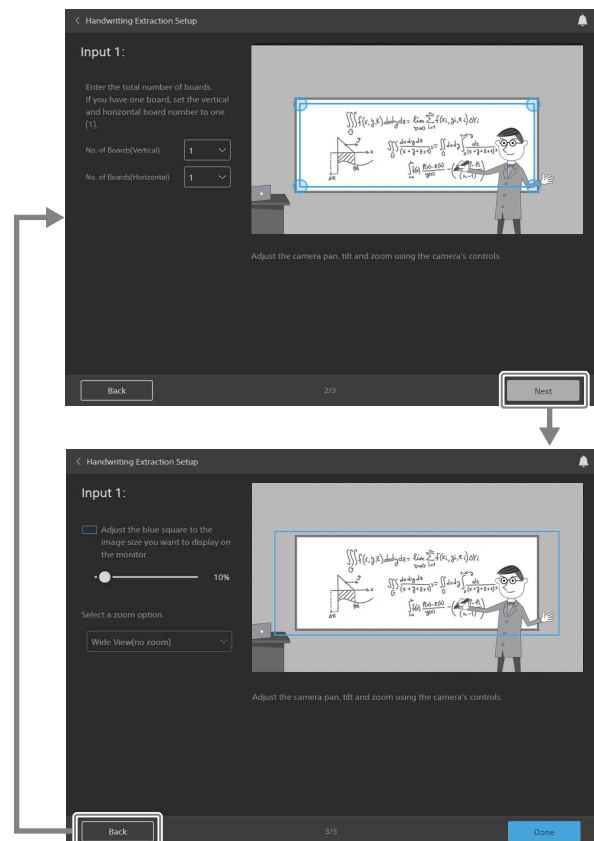 < Handwriting Extraction Setup
Input 1:
Enter the total number of boards.
If you have one board, set the vertical
and horizontal board number to one
(1).
No. of Boards(Vertical) 1
No. of Boards(Horizontal) 1
Adjust the camera pan, tilt and zoom using the camera's controls.
Back 2/3 Next
< Handwriting Extraction Setup
Input 1:
Adjust the blue square to the
image size you want to display on
the monitor.
10%
Select a zoom option.
Wide View(no zoom)
Adjust the camera pan, tilt and zoom using the camera's controls.
Back 3/3 Done